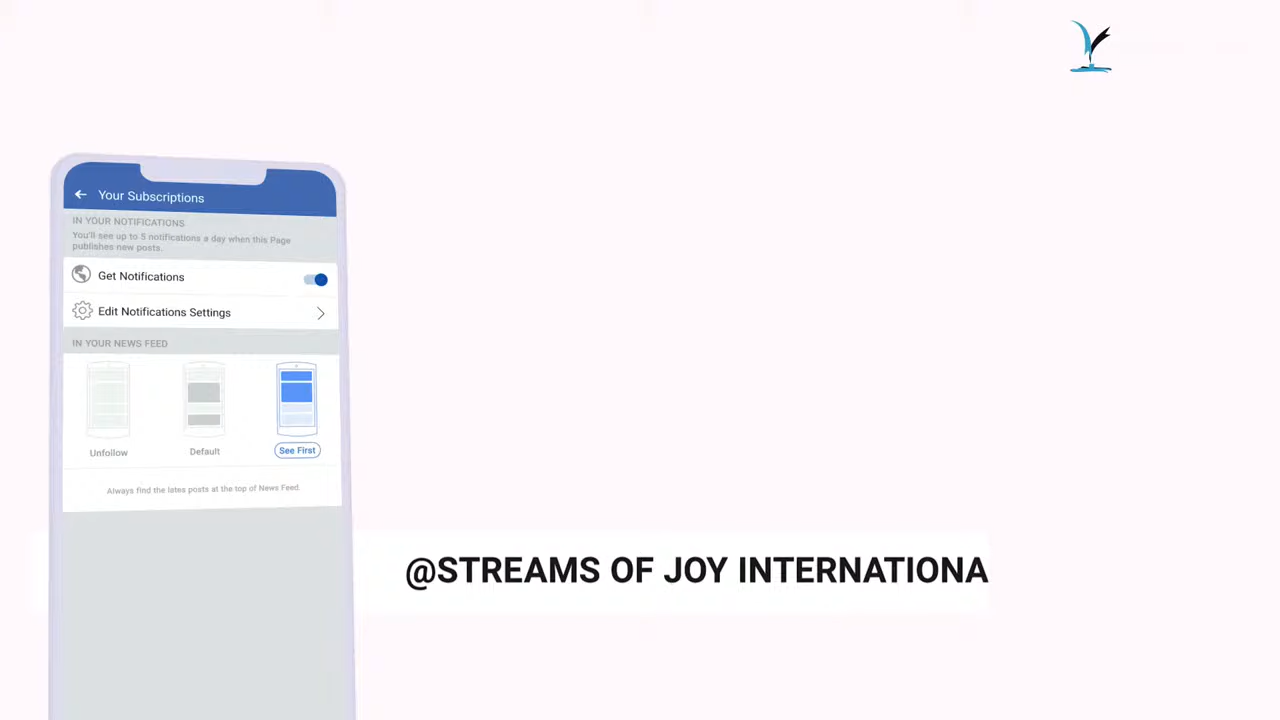 Your Subscriptions
IN YOUR NOTIFICATIONS
You'll see up to 5 notifications a day when this Page
publishes new posts.
Get Notifications
Edit Notifications Settings
IN YOUR NEWS FEED
Unfollow Default See First
Always find the lates posts at the top of News Feed.
@STREAMS OF JOY INTERNATIONA